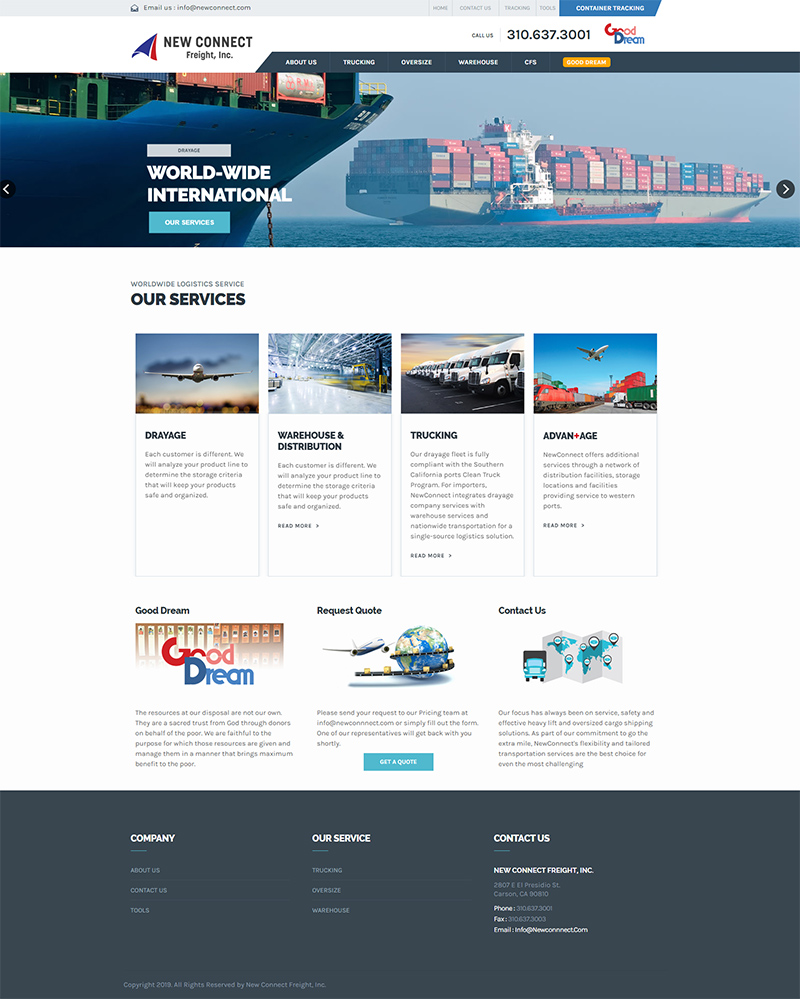 Email us : info@newconnect.com
HOME
CONTACT US
TRACKING
TOOLS
CONTAINER TRACKING
NEW CONNECT
Freight, Inc.
CALL US
310.637.3001
Good
Dream
ABOUT US
TRUCKING
OVERSIZE
WAREHOUSE
CFS
GOOD DREAM
DRAYAGE
WORLD-WIDE
INTERNATIONAL
OUR SERVICES
WORLDWIDE LOGISTICS SERVICE
OUR SERVICES
DRAYAGE
Each customer is different. We
will analyze your product line to
determine the storage criteria
that will keep your products
safe and organized.
WAREHOUSE &
DISTRIBUTION
Each customer is different. We
will analyze your product line to
determine the storage criteria
that will keep your products
safe and organized.
READ MORE >
TRUCKING
Our drayage fleet is fully
compliant with the Southern
California ports Clean Truck
Program. For importers,
NewConnect integrates drayage
company services with
warehouse services and
nationwide transportation for a
single-source logistics solution.
READ MORE >
ADVAN+AGE
NewConnect offers additional
services through a network of
distribution facilities, storage
locations and facilities
providing service to western
ports.
READ MORE >
Good Dream
Good
Dream
The resources at our disposal are not our own.
They are a sacred trust from God through donors
on behalf of the poor. We are faithful to the
purpose for which those resources are given and
manage them in a manner that brings maximum
benefit to the poor.
Request Quote
Please send your request to our Pricing team at
info@newconnnect.com or simply fill out the form.
One of our representatives will get back with you
shortly.
GET A QUOTE
Contact Us
Our focus has always been on service, safety and
effective heavy lift and oversized cargo shipping
solutions. As part of our commitment to go the
extra mile, NewConnect's flexibility and tailored
transportation services are the best choice for
even the most challenging
COMPANY
ABOUT US
CONTACT US
TOOLS
OUR SERVICE
TRUCKING
OVERSIZE
WAREHOUSE
CONTACT US
NEW CONNECT FREIGHT, INC.
2807 E El Presidio St.
Carson, CA 90810
Phone : 310.637.3001
Fax : 310.637.3003
Email : Info@Newconnnect.Com
Copyright 2019. All Rights Reserved by New Connect Freight, Inc.